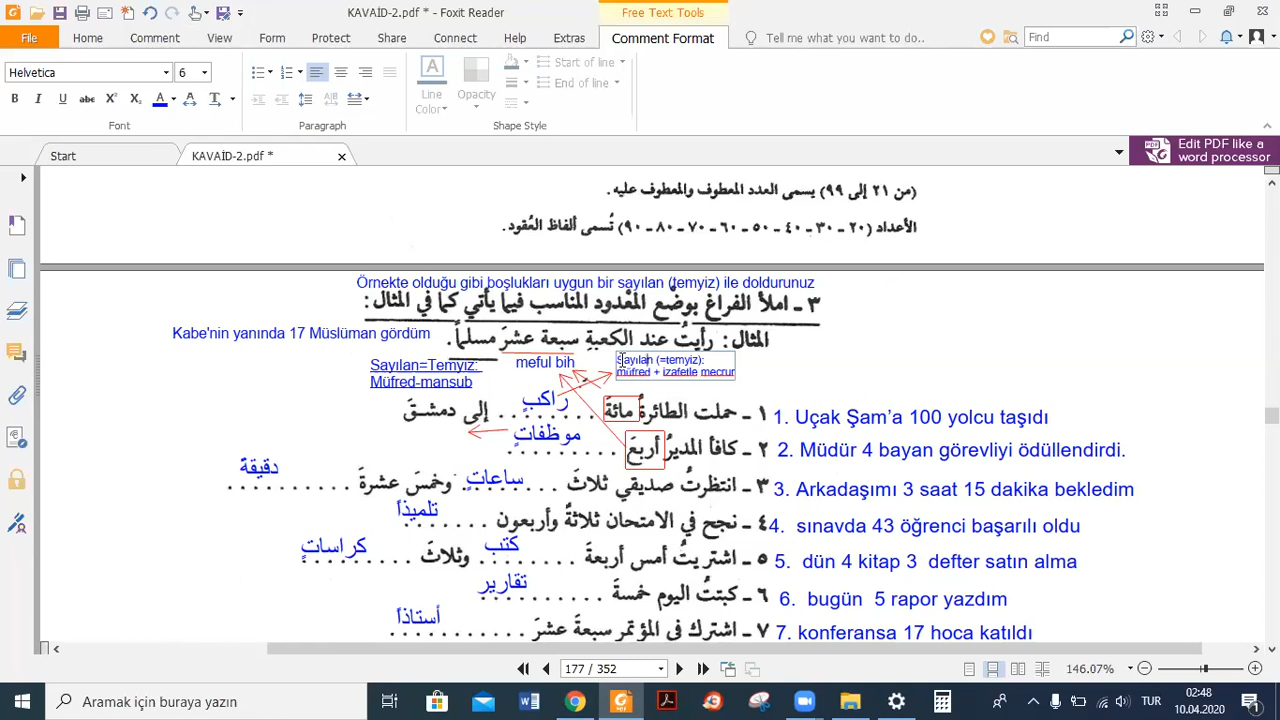 KAVAİD-2.pdf * - Foxit Reader
Free Text Tools
File Home Comment View Form Protect Share Connect Help Extras Comment Format Tell me what you want to do.. Find
Helvetica 6
Start of line
End of line
Line Color
Opacity
Font Paragraph Shape Style
Start KAVAİD-2.pdf *
Edit PDF like a word processor
(من ٢١ إلى ٩٩) يسمى العدد المعطوف والمعطوف عليه .
الأعداد (٢٠ - ٣٠ - ٤٠ - ٥٠ - ٦٠ - ٧٠ - ٨٠ - ٩٠) تُسمى ألفاظ العُقود .
Örnekte olduğu gibi boşlukları uygun bir sayılan (temyiz) ile doldurunuz
٣ - املأ الفراغ بوضْع المعْدود المناسب فيما يأتي كما في المثال :
Kabe'nin yanında 17 Müslüman gördüm
المثال : رأيتُ عند الكعبةِ سبعة عشرَ مسلماً .
Sayılan=Temyiz:
Müfred-mansub
meful bih
Sayılan (=temyiz):
müfred + izafetle mecrur
١ - حملت الطائرةُ مائةَ راكبٍ . . . . . . . . إلى دمشقَ
1. Uçak Şam’a 100 yolcu taşıdı
٢ - كافأ المديرُ أربعَ موظفاتٍ . . . . . . . . . .
2. Müdür 4 bayan görevliyi ödüllendirdi.
٣ - انتظرتُ صديقي ثلاثَ ساعاتٍ . . . . . . . . وخمسَ عشرةَ دقيقةً . . . . . . . . . .
3. Arkadaşımı 3 saat 15 dakika bekledim
٤ - نجح في الامتحان ثلاثةٌ وأربعون تلميذاً . . . . . . . .
4. sınavda 43 öğrenci başarılı oldu
٥ - اشتريتُ أمس أربعةَ كتب . . . . . . . . وثلاثَ كراساتٍ . . . . . . . . .
5. dün 4 kitap 3 defter satın alma
٦ - كتبتُ اليوم خمسةَ تقارير . . . . . . . . . .
6. bugün 5 rapor yazdım
٧ - اشترك في المؤتمر سبعةَ عشرَ أستاذاً . . . . . . . . . .
7. konferansa 17 hoca katıldı
177 / 352
146.07%
Aramak için buraya yazın
TUR
02:48
10.04.2020